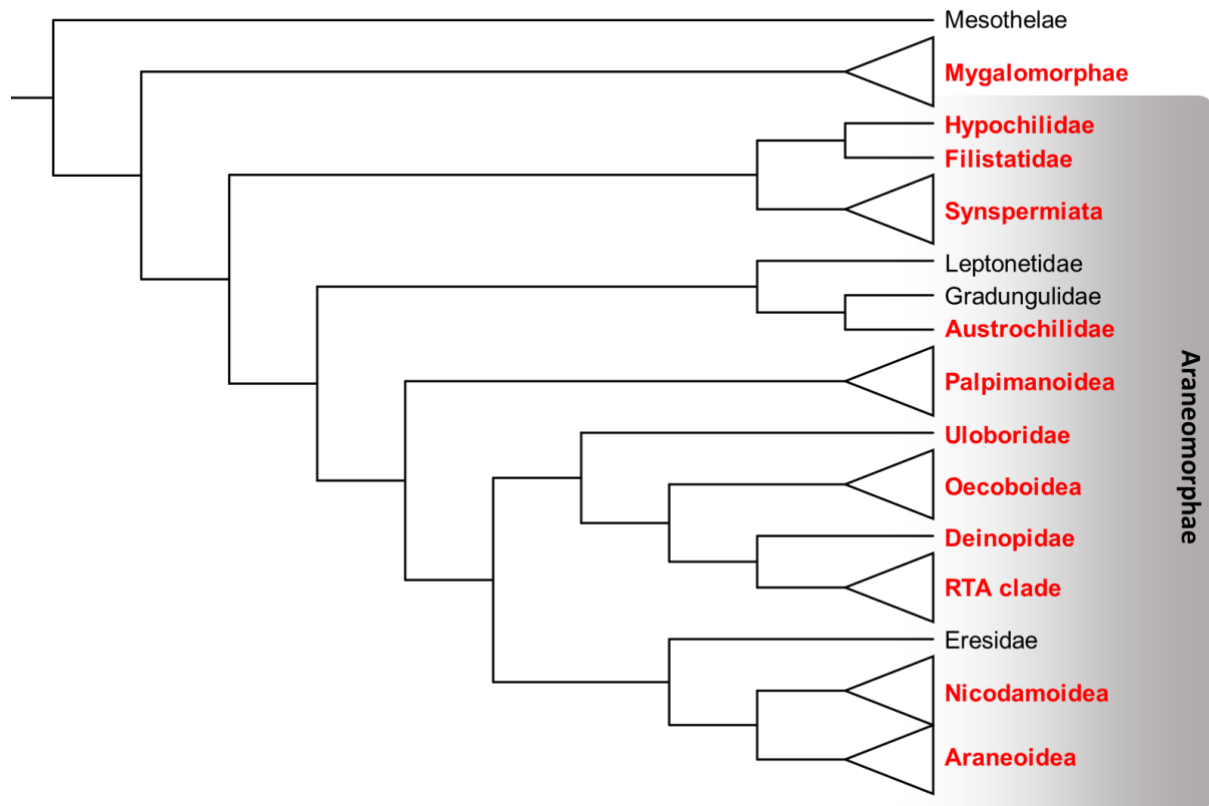 Mesothelae
Mygalomorphae
Hypochilidae
Filistatidae
Synspermiata
Leptonetidae
Gradungulidae
Austrochilidae
Palpimanoidea
Uloboridae
Oecoboidea
Deinopidae
RTA clade
Eresidae
Nicodamoidea
Araneoidea
Araneomorphae